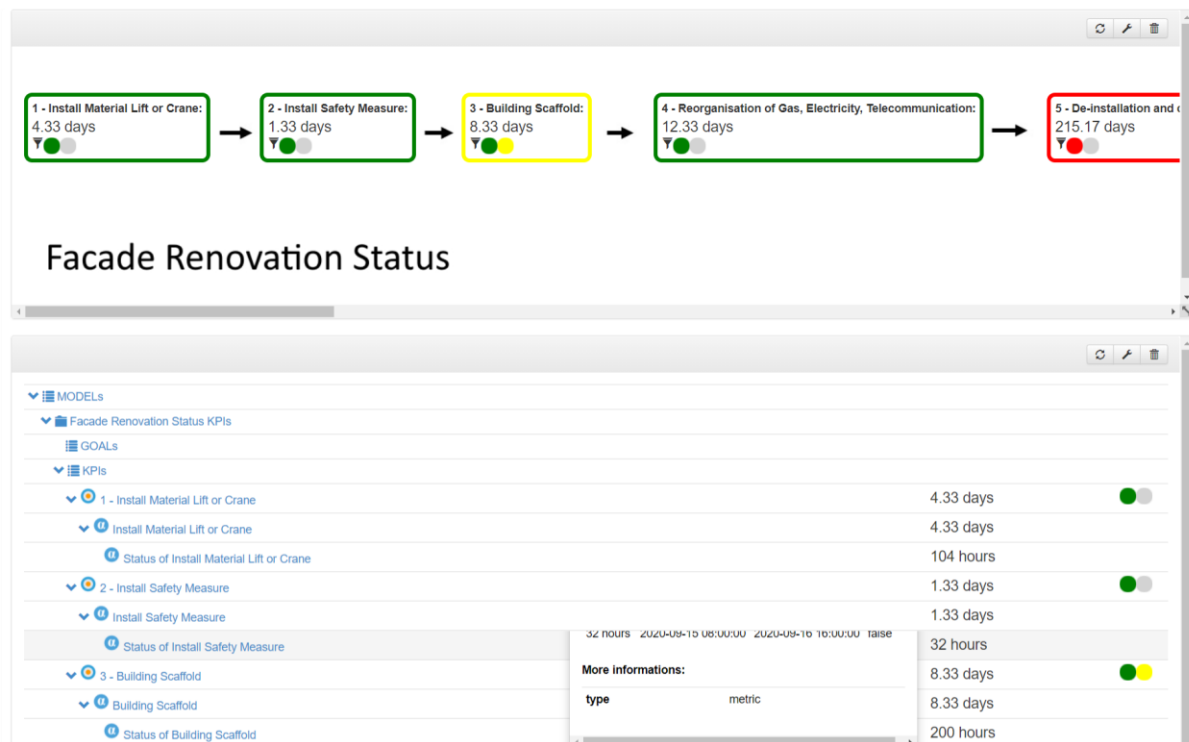 1 - Install Material Lift or Crane:
4.33 days
2 - Install Safety Measure:
1.33 days
3 - Building Scaffold:
8.33 days
4 - Reorganisation of Gas, Electricity, Telecommunication:
12.33 days
5 - De-installation and
215.17 days
Facade Renovation Status
MODELs
Facade Renovation Status KPIs
GOALs
KPIs
1 - Install Material Lift or Crane 4.33 days
Install Material Lift or Crane 4.33 days
Status of Install Material Lift or Crane 104 hours
2 - Install Safety Measure 1.33 days
Install Safety Measure 1.33 days
Status of Install Safety Measure 32 hours 2020-09-15 08:00:00 2020-09-16 16:00:00 false 32 hours
More informations:
3 - Building Scaffold 8.33 days
type metric
Building Scaffold 8.33 days
Status of Building Scaffold 200 hours